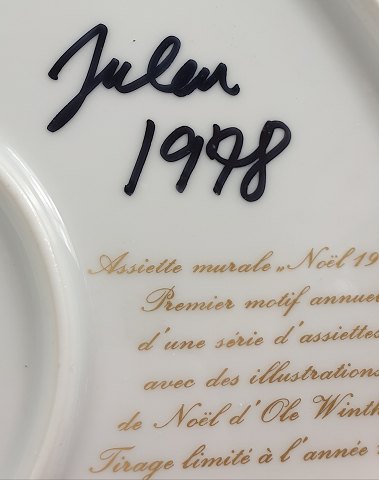 Julen
1978
Assiette murale „Noël 19
Premier motif annue
d'une série d'assiettes
avec des illustrations
de Noël d'Ole Winth
Tirage limité à l'année